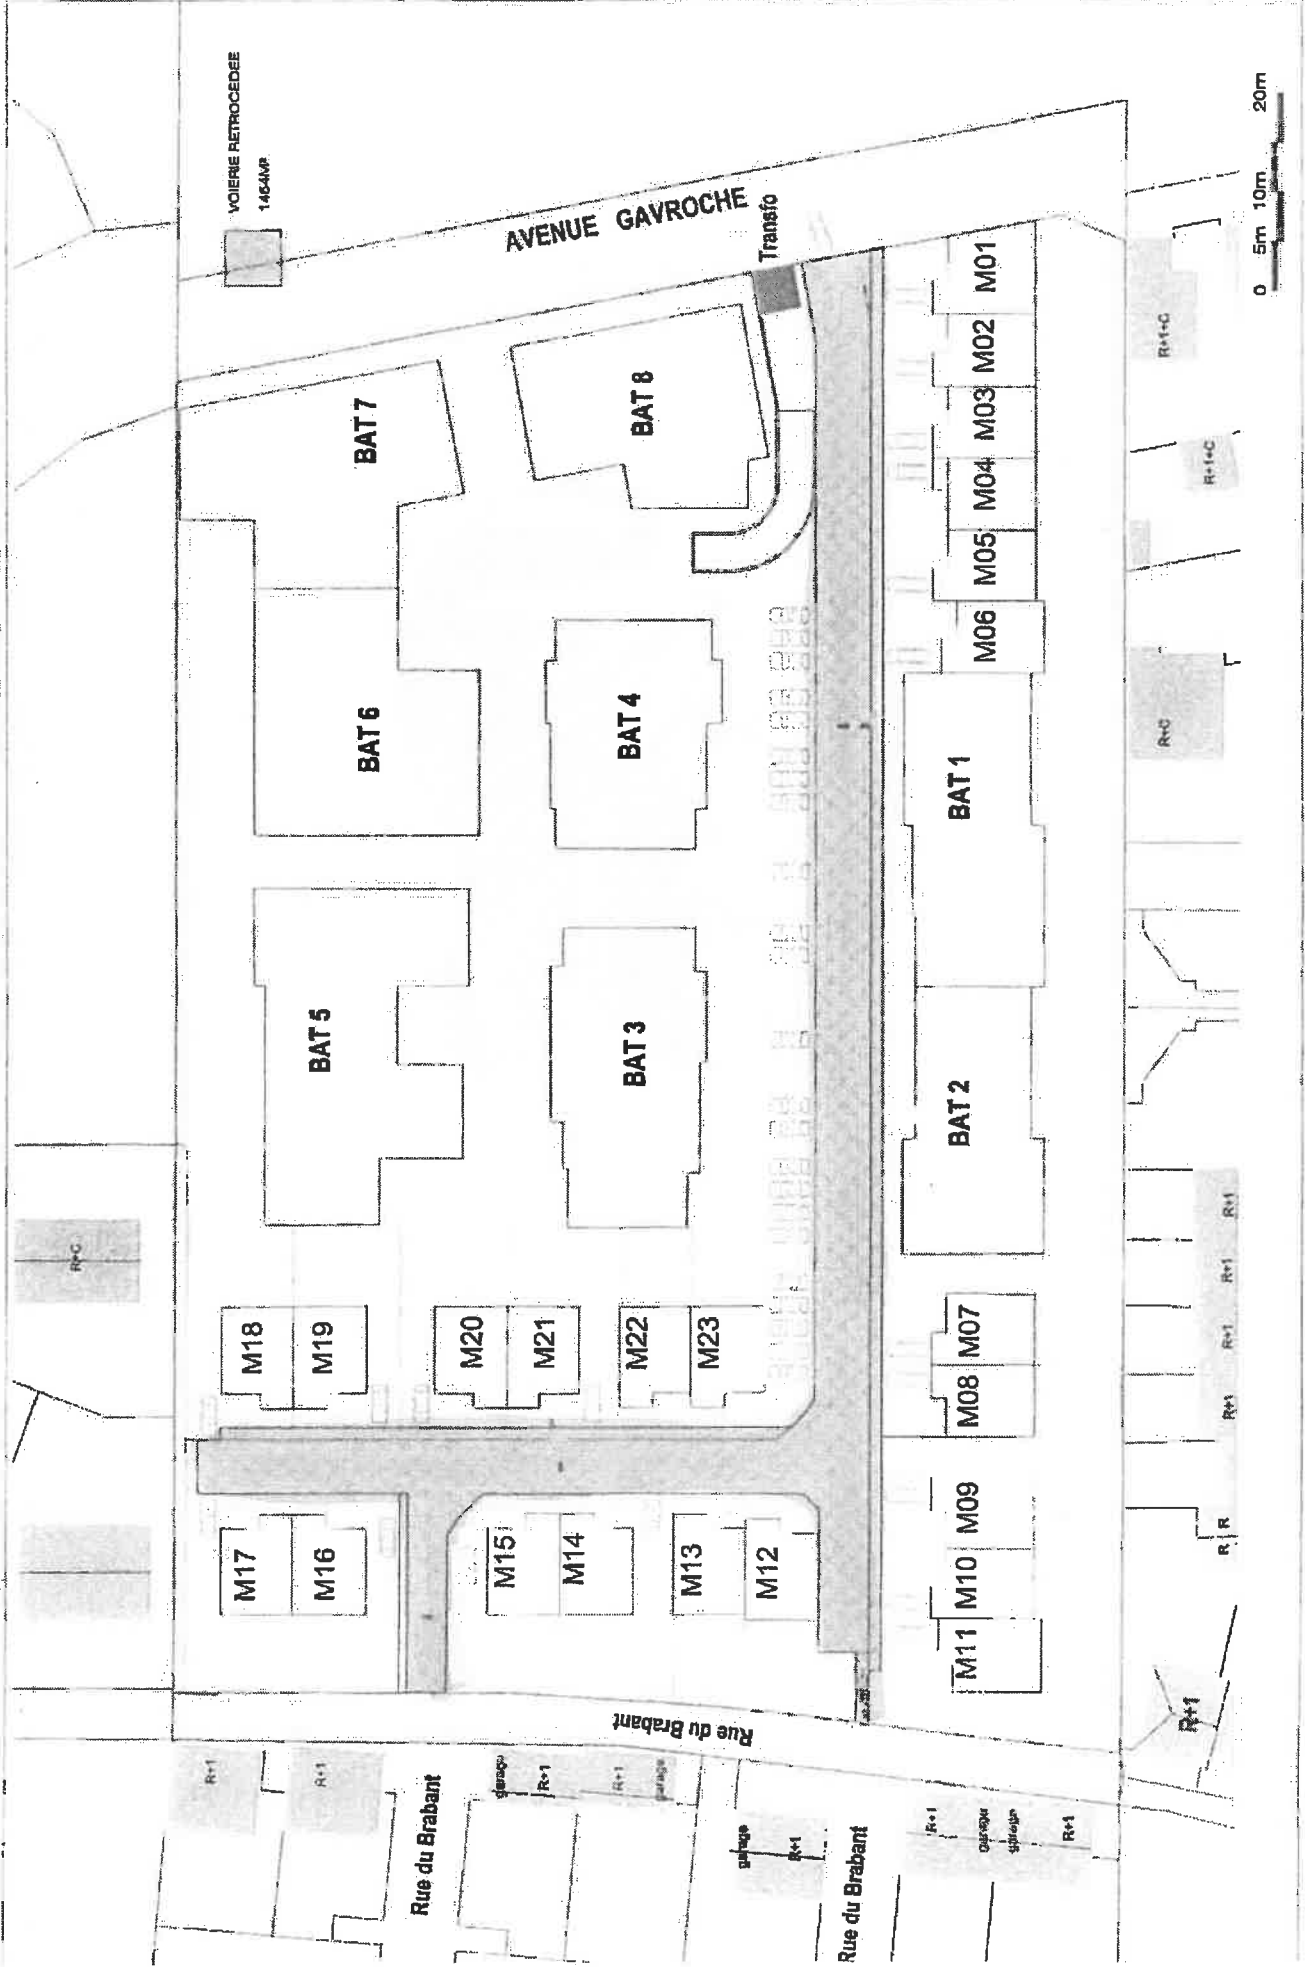 VOIERIE RETROCEDEE
1464M²
AVENUE GAVROCHE
Transfo
0 5m 10m 20m
BAT 7
BAT 8
BAT 6
BAT 4
BAT 5
BAT 3
BAT 1
BAT 2
M01
M02
M03
M04
M05
M06
R+1+C
R+1+C
R+C
R+C
M18
M19
M20
M21
M22
M23
M07
M08
M09
M10
M11
M17
M16
M15
M14
M13
M12
R+1
R+1
R+1
R+1
R
R
R+1
Rue du Brabant
R+1
R+1
garage
R+1
R+1
garage
Rue du Brabant
garage
R+1
Rue du Brabant
R+1
garage
garage
R+1